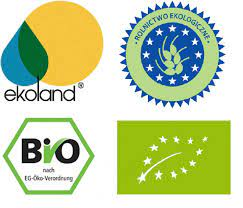 ekoland®
• ROLNICTWO EKOLOGICZNE •
Bio
nach
EG-Öko-Verordnung